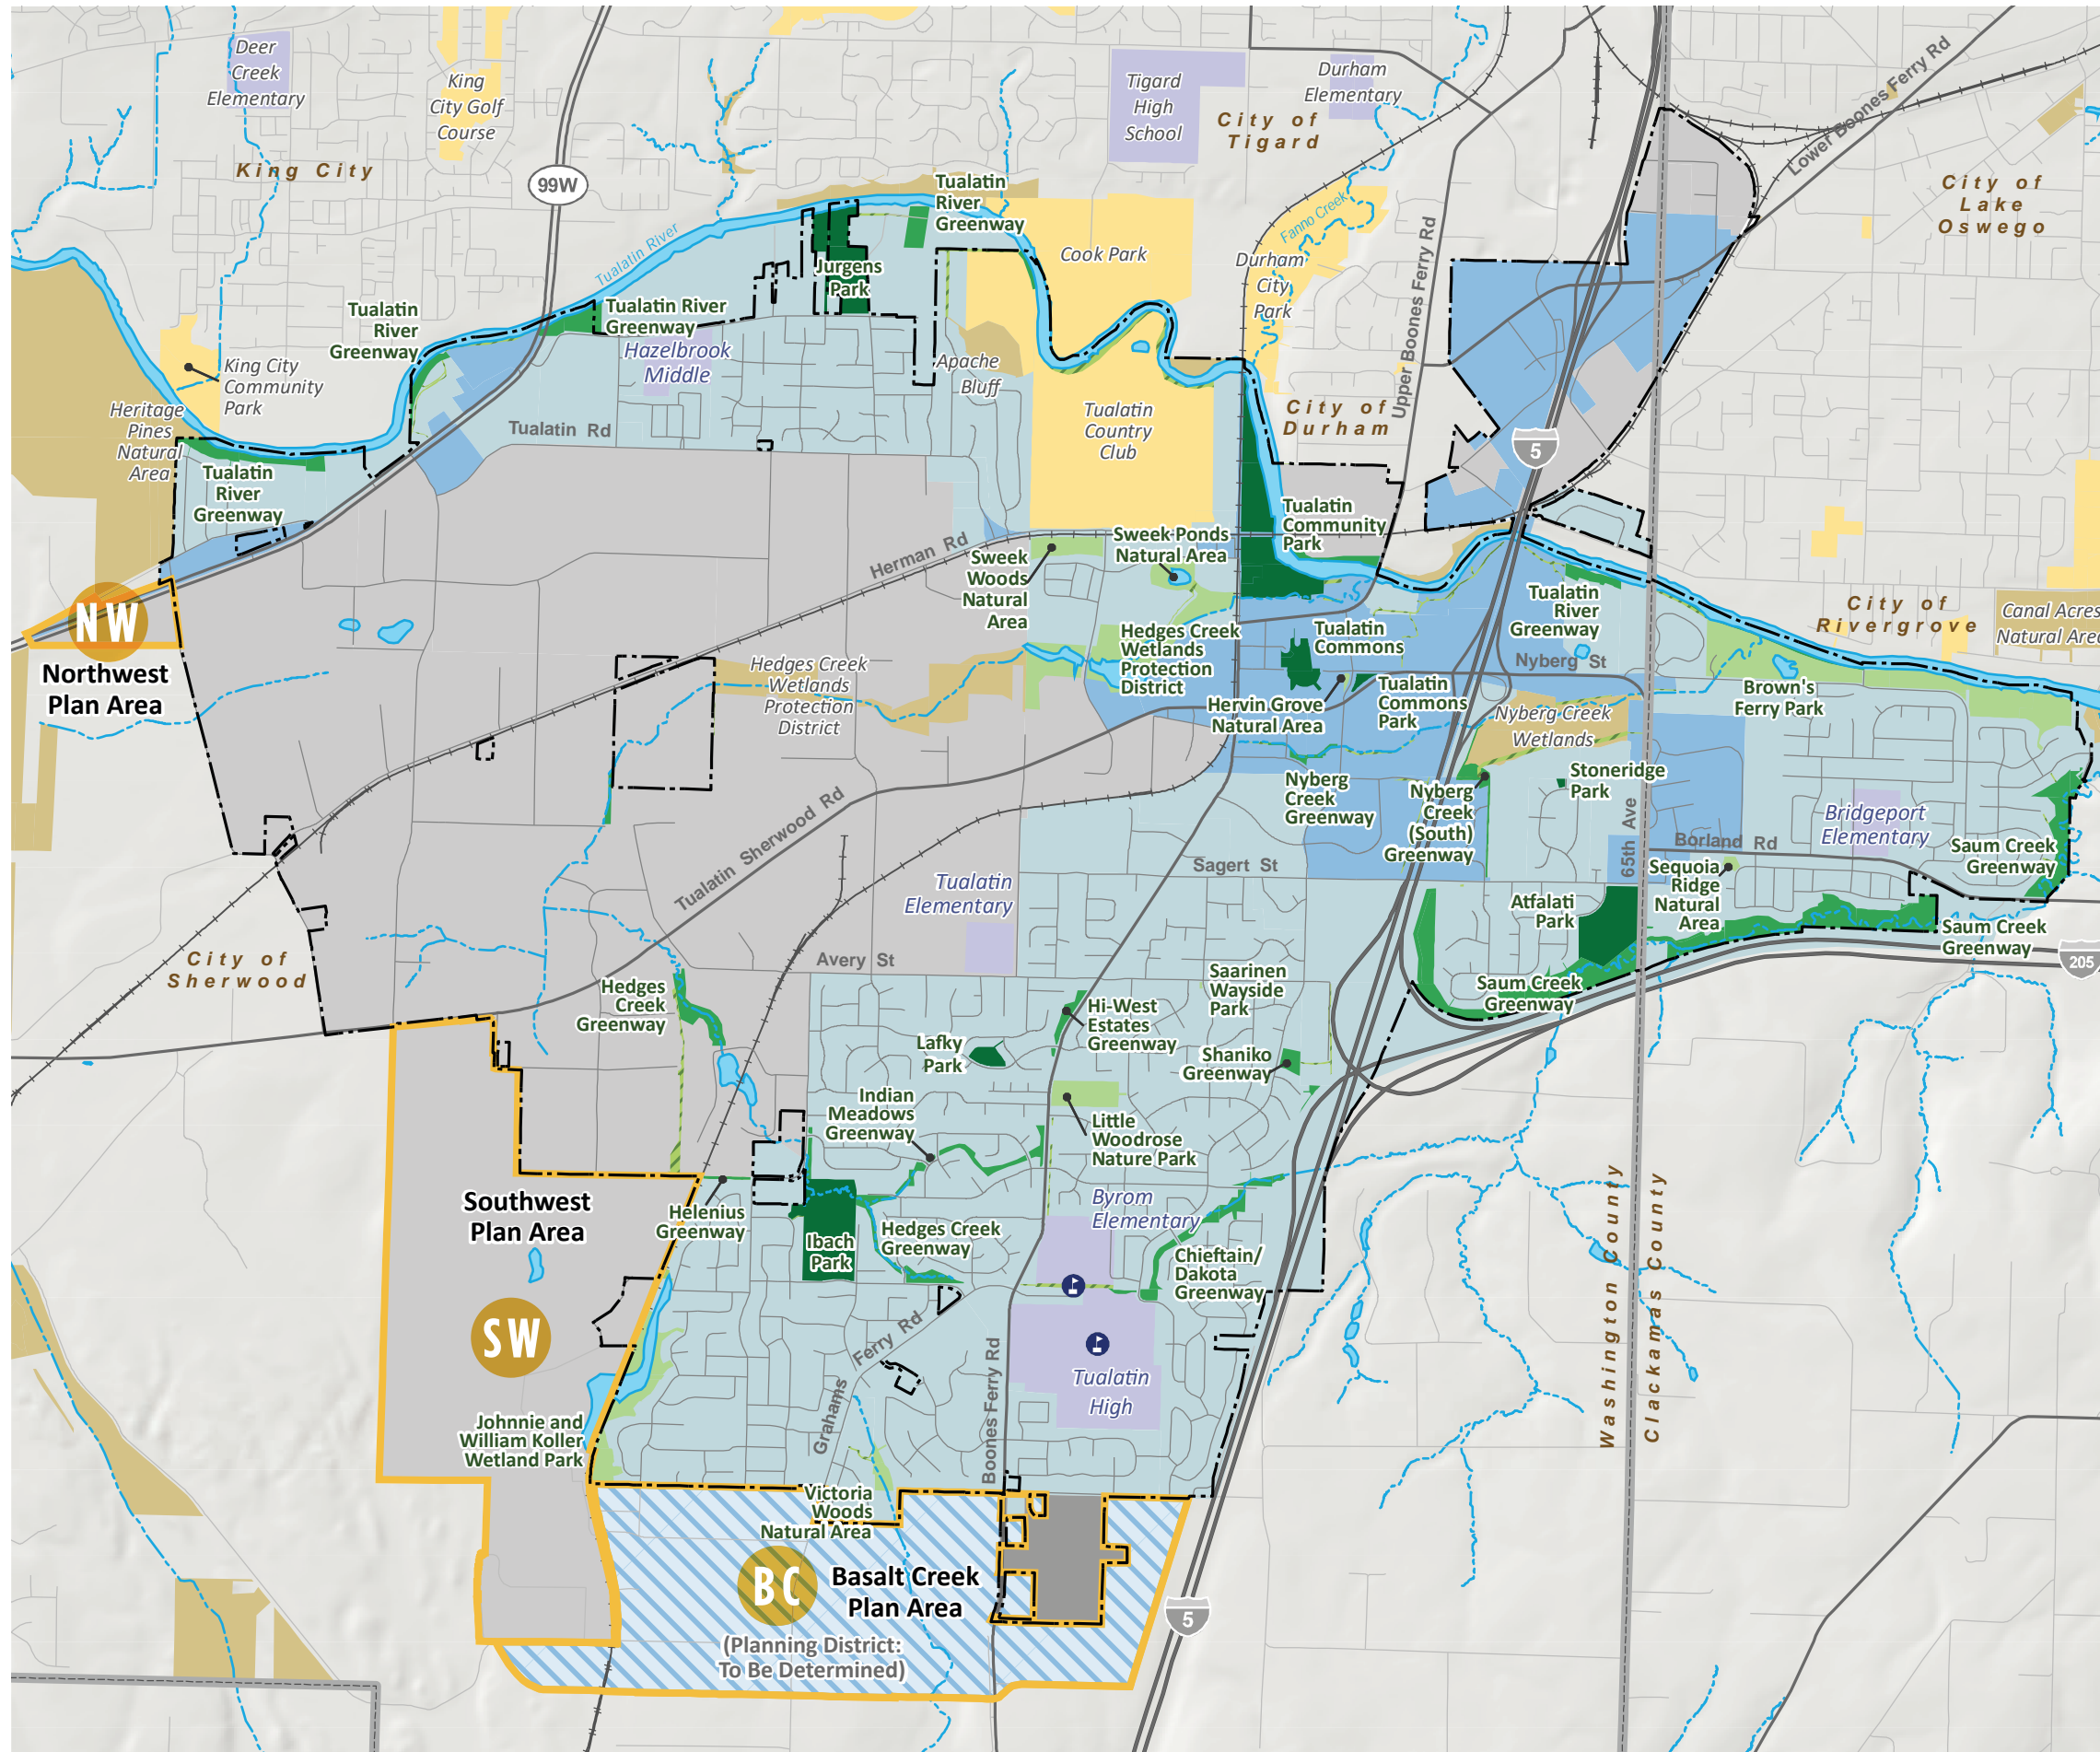 Deer
Creek
Elementary
King
City Golf
Course
King City
99W
Tigard
High
School
Durham
Elementary
City of
Tigard
Lower Boones Ferry Rd
City of
Lake
Oswego
Tualatin
River
Greenway
Tualatin River
Jurgens
Park
Cook Park
Fanno Creek
Durham
City
Park
Upper Boones Ferry Rd
Tualatin
River
Greenway
Tualatin River
Greenway
Hazelbrook
Middle
King City
Community
Park
Apache
Bluff
Tualatin
Country
Club
City of
Durham
Heritage
Pines
Natural
Area
Tualatin Rd
5
Tualatin
River
Greenway
Tualatin
Community
Park
Herman Rd
Sweek
Woods
Natural
Area
Sweek Ponds
Natural Area
NW
Northwest
Plan Area
Tualatin
River
Greenway
City of
Rivergrove
Canal Acres
Natural Area
Hedges Creek
Wetlands
Protection
District
Hedges Creek
Wetlands
Protection
District
Tualatin
Commons
Nyberg St
Hervin Grove
Natural Area
Tualatin
Commons
Park
Nyberg Creek
Wetlands
Brown's
Ferry Park
Nyberg
Creek
Greenway
Nyberg
Creek
(South)
Greenway
Stoneridge
Park
65th Ave
Bridgeport
Elementary
Borland Rd
Saum Creek
Greenway
Tualatin Sherwood Rd
Sagert St
Tualatin
Elementary
Sequoia
Ridge
Natural
Area
Atfalati
Park
Saum Creek
Greenway
205
City of
Sherwood
Avery St
Hedges
Creek
Greenway
Saarinen
Wayside
Park
Saum Creek
Greenway
Hi-West
Estates
Greenway
Lafky
Park
Shaniko
Greenway
Indian
Meadows
Greenway
Little
Woodrose
Nature Park
Southwest
Plan Area
Helenius
Greenway
Byrom
Elementary
Ibach
Park
Hedges Creek
Greenway
Chieftain/
Dakota
Greenway
Washington County
Clackamas County
SW
Grahams
Ferry Rd
Boones Ferry Rd
Tualatin
High
Johnnie and
William Koller
Wetland Park
Victoria
Woods
Natural Area
BC
Basalt Creek
Plan Area
(Planning District:
To Be Determined)
5